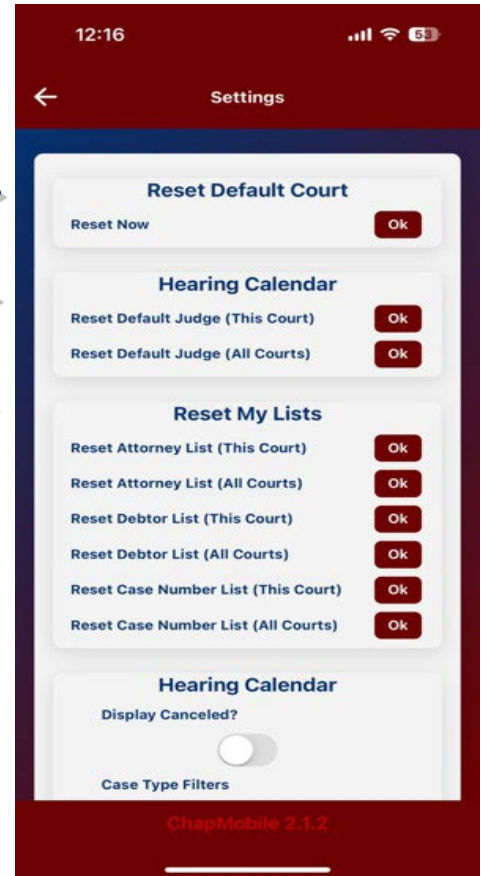 12:16
53
Settings
Reset Default Court
Reset Now Ok
Hearing Calendar
Reset Default Judge (This Court) Ok
Reset Default Judge (All Courts) Ok
Reset My Lists
Reset Attorney List (This Court) Ok
Reset Attorney List (All Courts) Ok
Reset Debtor List (This Court) Ok
Reset Debtor List (All Courts) Ok
Reset Case Number List (This Court) Ok
Reset Case Number List (All Courts) Ok
Hearing Calendar
Display Canceled?
Case Type Filters
ChapMobile 2.1.2